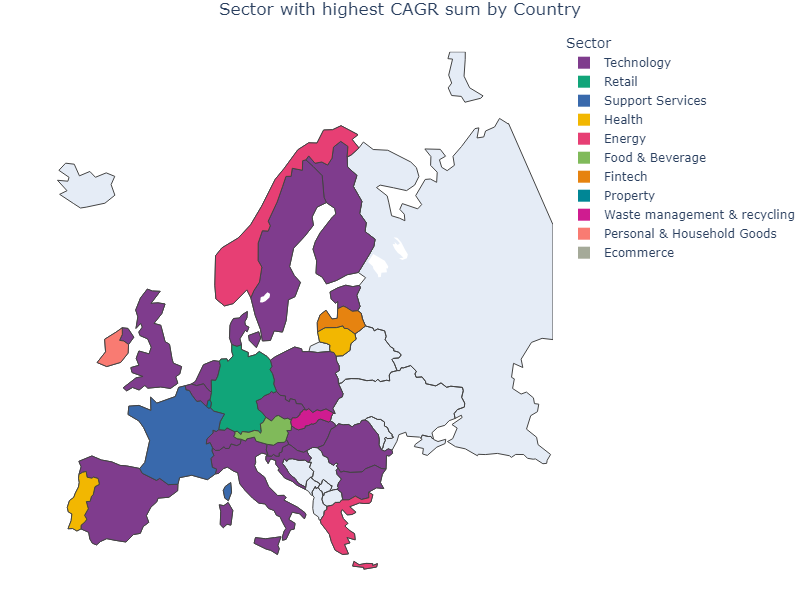 Sector with highest CAGR sum by Country
Sector
Technology
Retail
Support Services
Health
Energy
Food & Beverage
Fintech
Property
Waste management & recycling
Personal & Household Goods
Ecommerce